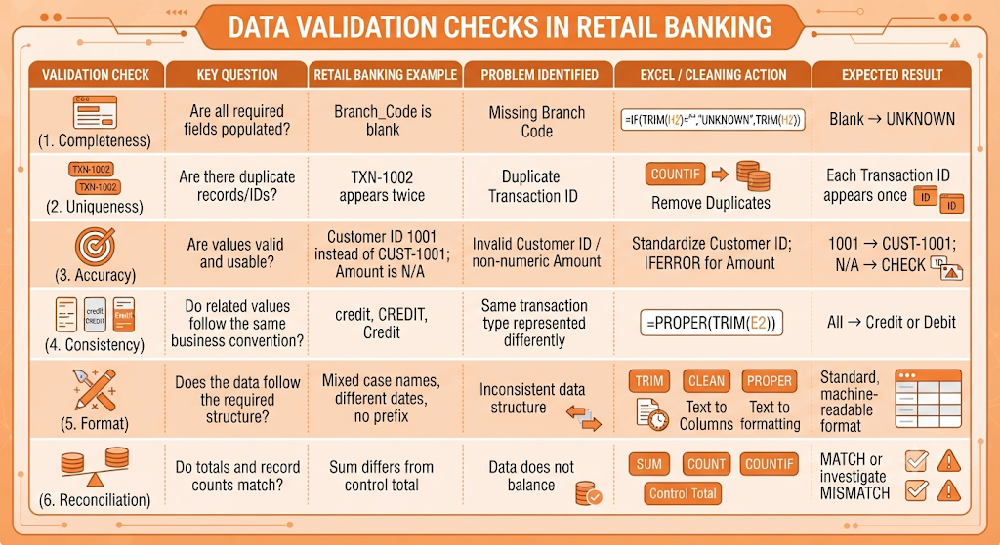 DATA VALIDATION CHECKS IN RETAIL BANKING
VALIDATION CHECK
KEY QUESTION
RETAIL BANKING EXAMPLE
PROBLEM IDENTIFIED
EXCEL / CLEANING ACTION
EXPECTED RESULT
(1. Completeness)
Are all required
fields populated?
Branch_Code is
blank
Missing Branch
Code
=IF(TRIM(H2)="","UNKNOWN",TRIM(H2))
Blank → UNKNOWN
TXN-1002
TXN-1002
(2. Uniqueness)
Are there duplicate
records/IDs?
TXN-1002
appears twice
Duplicate
Transaction ID
COUNTIF
Remove Duplicates
Each Transaction ID
appears once
ID
ID
(3. Accuracy)
Are values valid
and usable?
Customer ID 1001
instead of CUST-1001;
Amount is N/A
Invalid Customer ID /
non-numeric Amount
Standardize Customer ID;
IFERROR for Amount
1001 → CUST-1001;
N/A → CHECK
ID
credit
CREDIT
(4. Consistency)
Do related values
follow the same
business convention?
credit, CREDIT,
Credit
Same transaction
type represented
differently
=PROPER(TRIM(E2))
All → Credit or Debit
(5. Format)
Does the data follow
the required
structure?
Mixed case names,
different dates,
no prefix
Inconsistent data
structure
TRIM
CLEAN
PROPER
Text to
Columns
Text to
formatting
Standard,
machine-
readable
format
(6. Reconciliation)
Do totals and record
counts match?
Sum differs from
control total
Data does not
balance
SUM
COUNT
COUNTIF
Control Total
MATCH or
investigate
MISMATCH